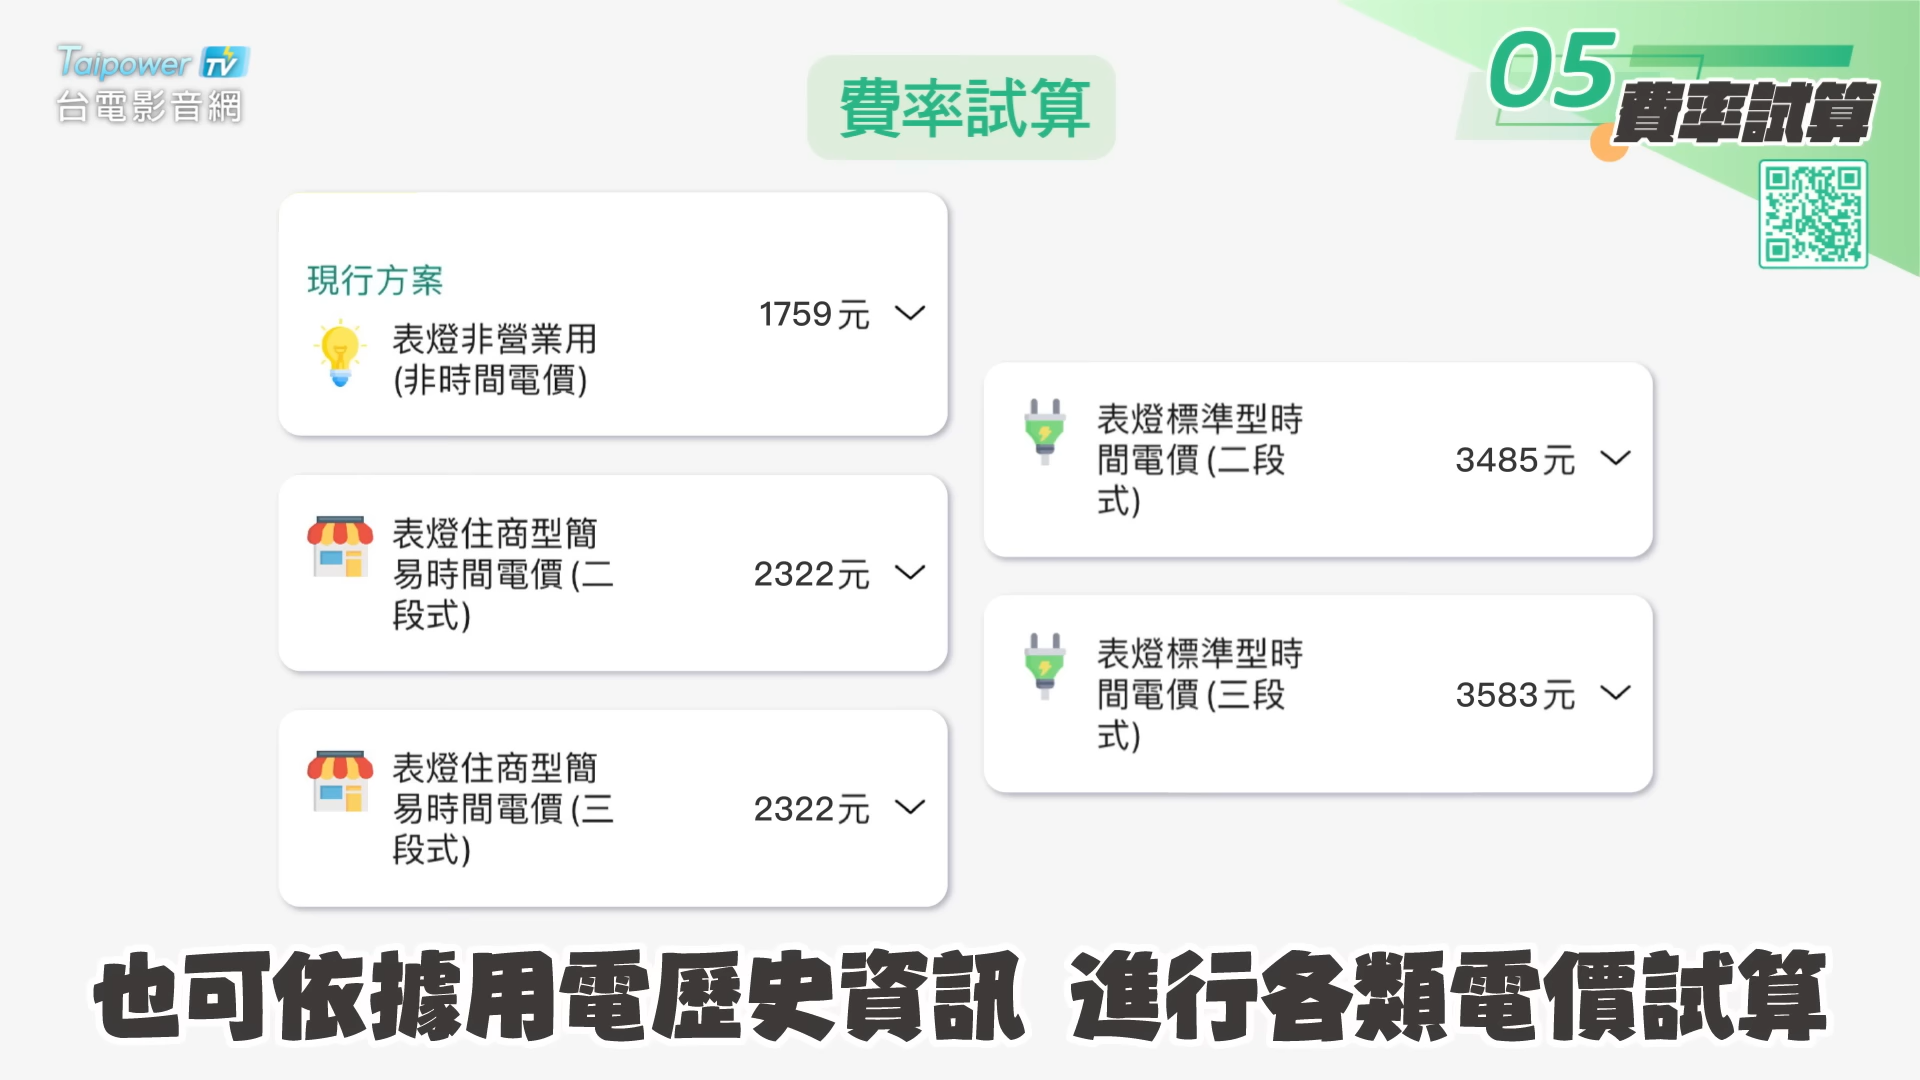 Taipower TV
台電影音網
費率試算
05
費率試算
現行方案
表燈非營業用
(非時間電價)
1759元
表燈住商型簡
易時間電價(二
段式)
2322元
表燈住商型簡
易時間電價(三
段式)
2322元
表燈標準型時
間電價(二段
式)
3485元
表燈標準型時
間電價(三段
式)
3583元
也可依據用電歷史資訊 進行各類電價試算